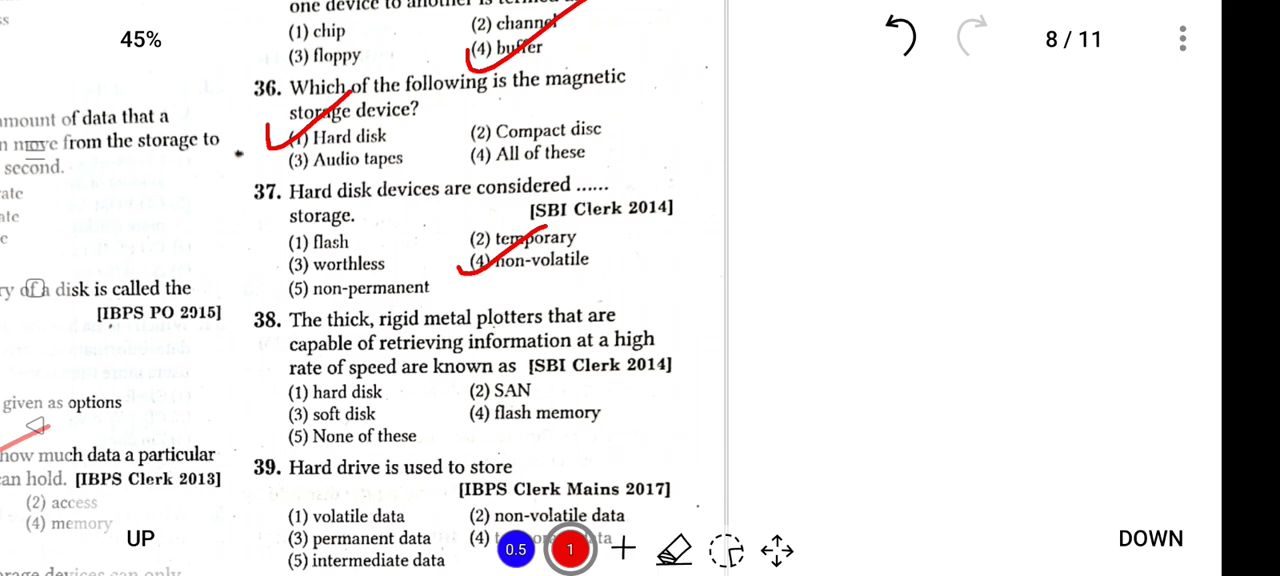 45%
8 / 11
one device to another is termed a
(1) chip
(2) channel
(3) floppy
(4) buffer
36. Which of the following is the magnetic
storage device?
(1) Hard disk
(2) Compact disc
(3) Audio tapes
(4) All of these
37. Hard disk devices are considered ......
storage.
[SBI Clerk 2014]
(1) flash
(2) temporary
(3) worthless
(4) non-volatile
(5) non-permanent
38. The thick, rigid metal plotters that are
capable of retrieving information at a high
rate of speed are known as [SBI Clerk 2014]
(1) hard disk
(2) SAN
(3) soft disk
(4) flash memory
(5) None of these
39. Hard drive is used to store
[IBPS Clerk Mains 2017]
(1) volatile data
(2) non-volatile data
(3) permanent data
(4)
(5) intermediate data
amount of data that a
move from the storage to
second.
ate
ate
of a disk is called the
[IBPS PO 2915]
given as options
how much data a particular
can hold. [IBPS Clerk 2013]
(2) access
(4) memory
devices can only
UP
0.5
1
DOWN